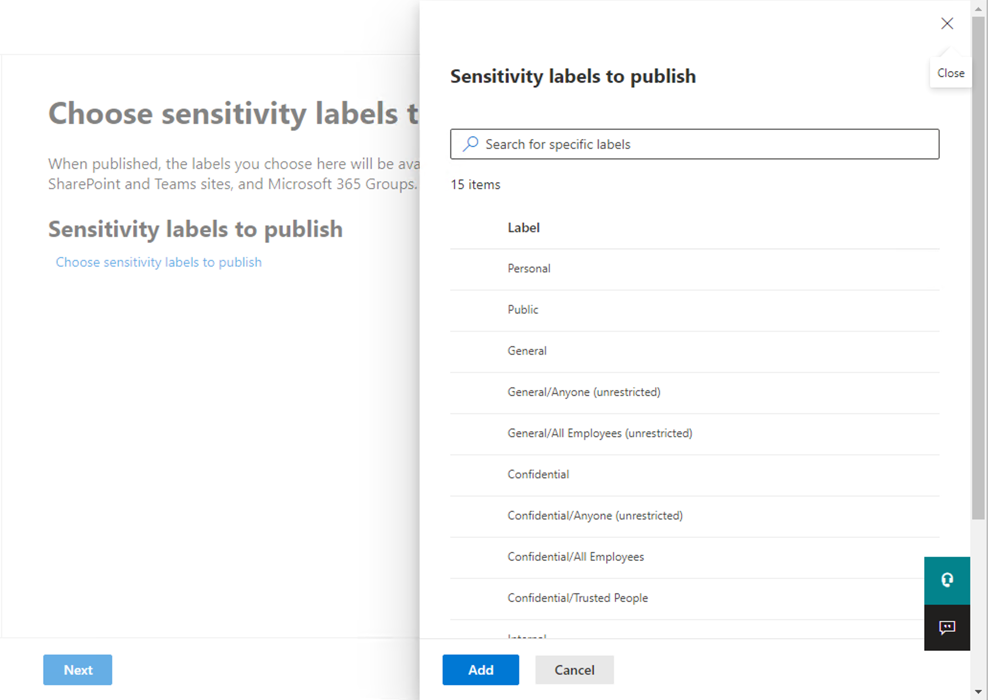 Choose sensitivity labels t
When published, the labels you choose here will be ava
SharePoint and Teams sites, and Microsoft 365 Groups.
Sensitivity labels to publish
Choose sensitivity labels to publish
Next
Close
Sensitivity labels to publish
Search for specific labels
15 items
Label
Personal
Public
General
General/Anyone (unrestricted)
General/All Employees (unrestricted)
Confidential
Confidential/Anyone (unrestricted)
Confidential/All Employees
Confidential/Trusted People
Add
Cancel